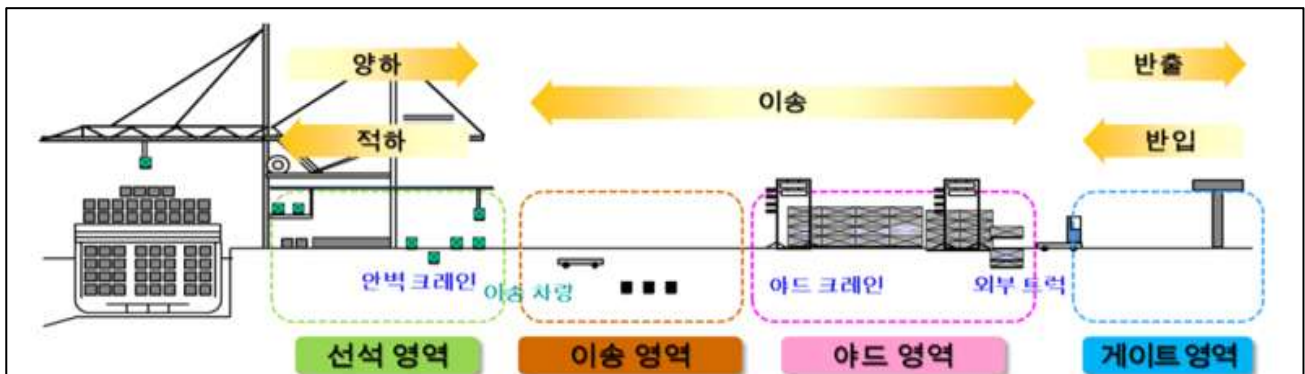 양하
반출
이송
적하
반입
안벽 크레인
이송 차량
야드 크레인
외부 트럭
선석 영역
이송 영역
야드 영역
게이트 영역